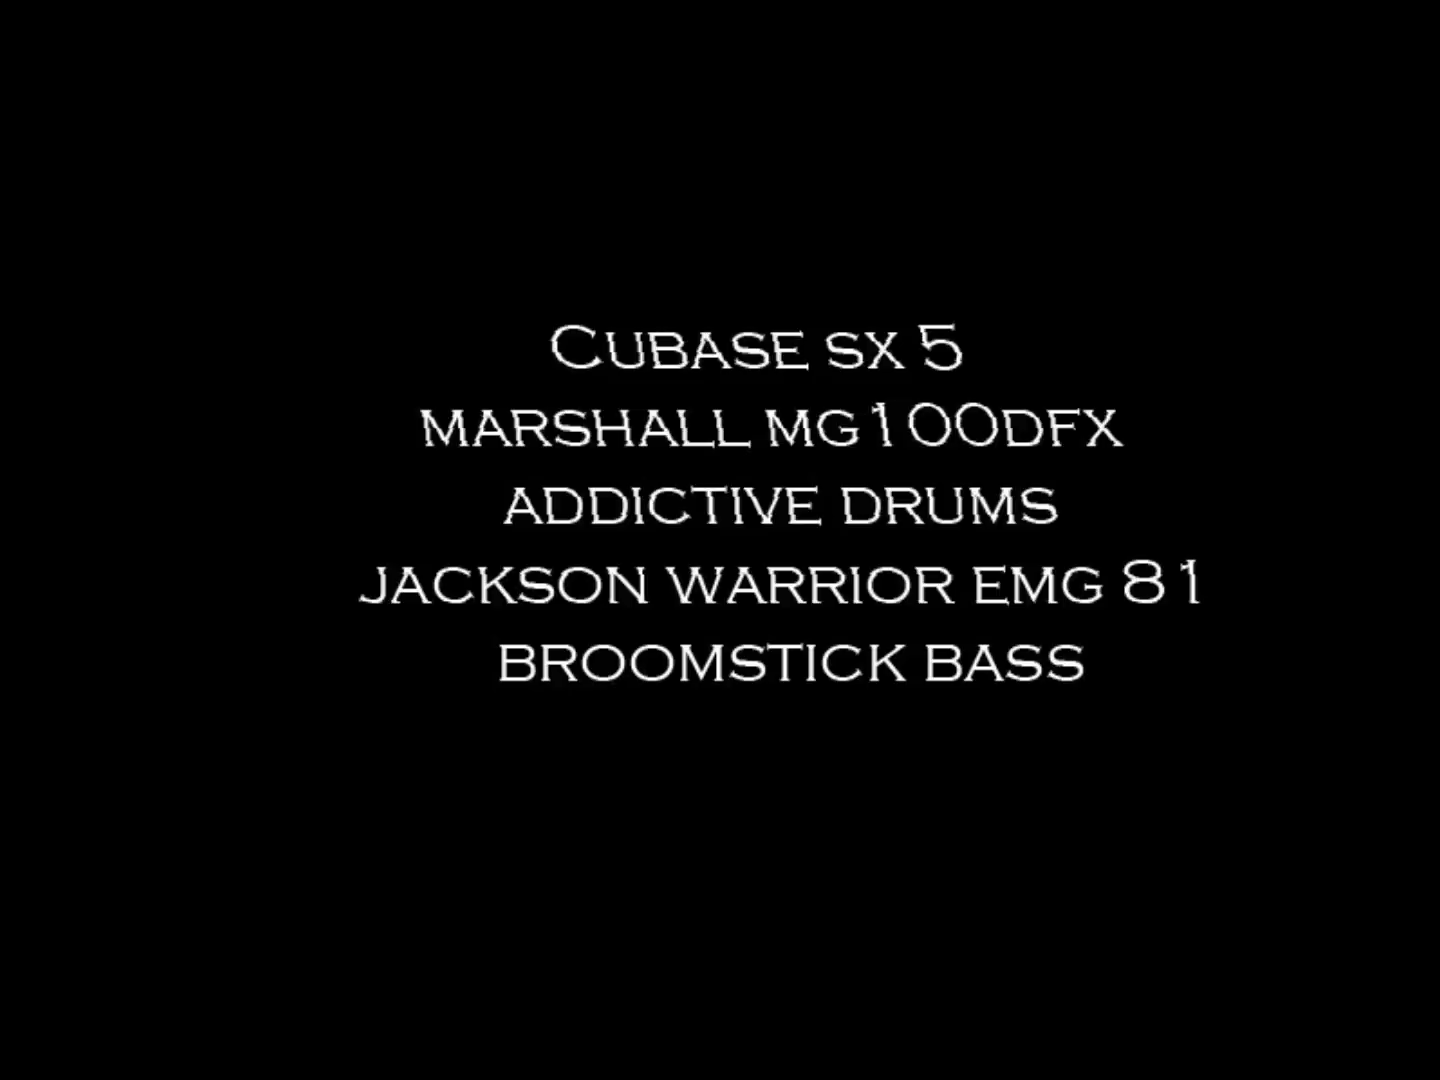 Cubase sx 5
marshall mg100dfx
addictive drums
jackson warrior emg 81
broomstick bass